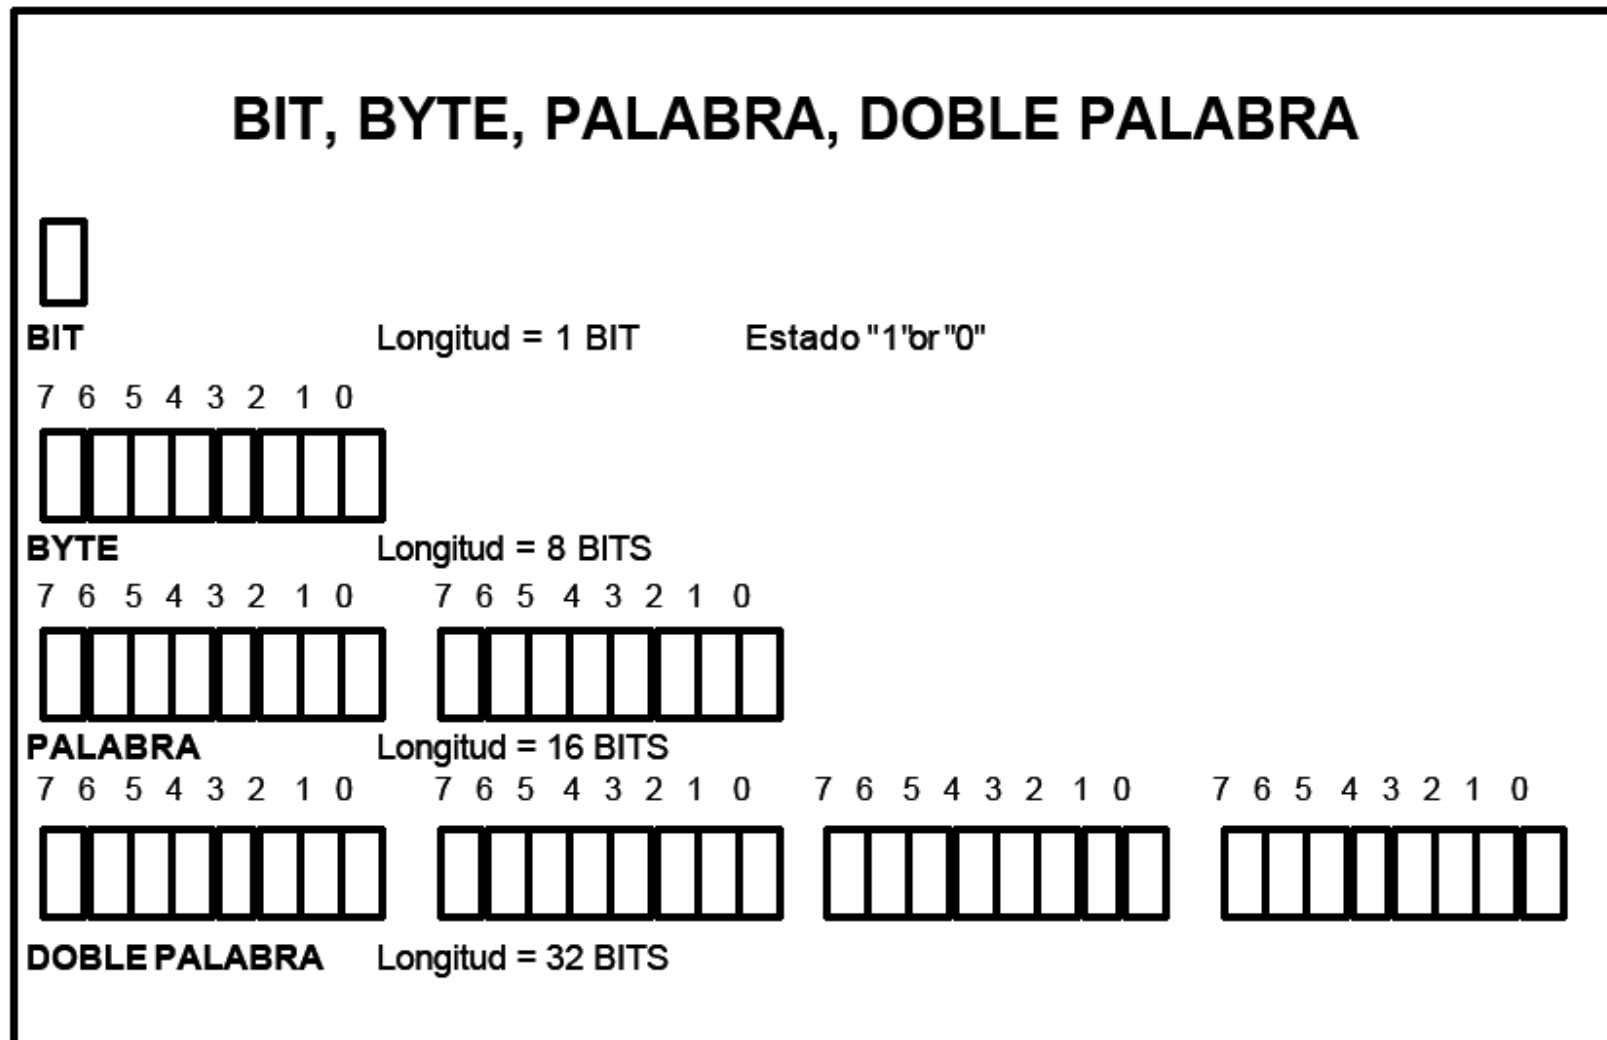 BIT, BYTE, PALABRA, DOBLE PALABRA
BIT Longitud = 1 BIT Estado "1"or "0"
7 6 5 4 3 2 1 0
BYTE Longitud = 8 BITS
7 6 5 4 3 2 1 0 7 6 5 4 3 2 1 0
PALABRA Longitud = 16 BITS
7 6 5 4 3 2 1 0 7 6 5 4 3 2 1 0 7 6 5 4 3 2 1 0 7 6 5 4 3 2 1 0
DOBLE PALABRA Longitud = 32 BITS